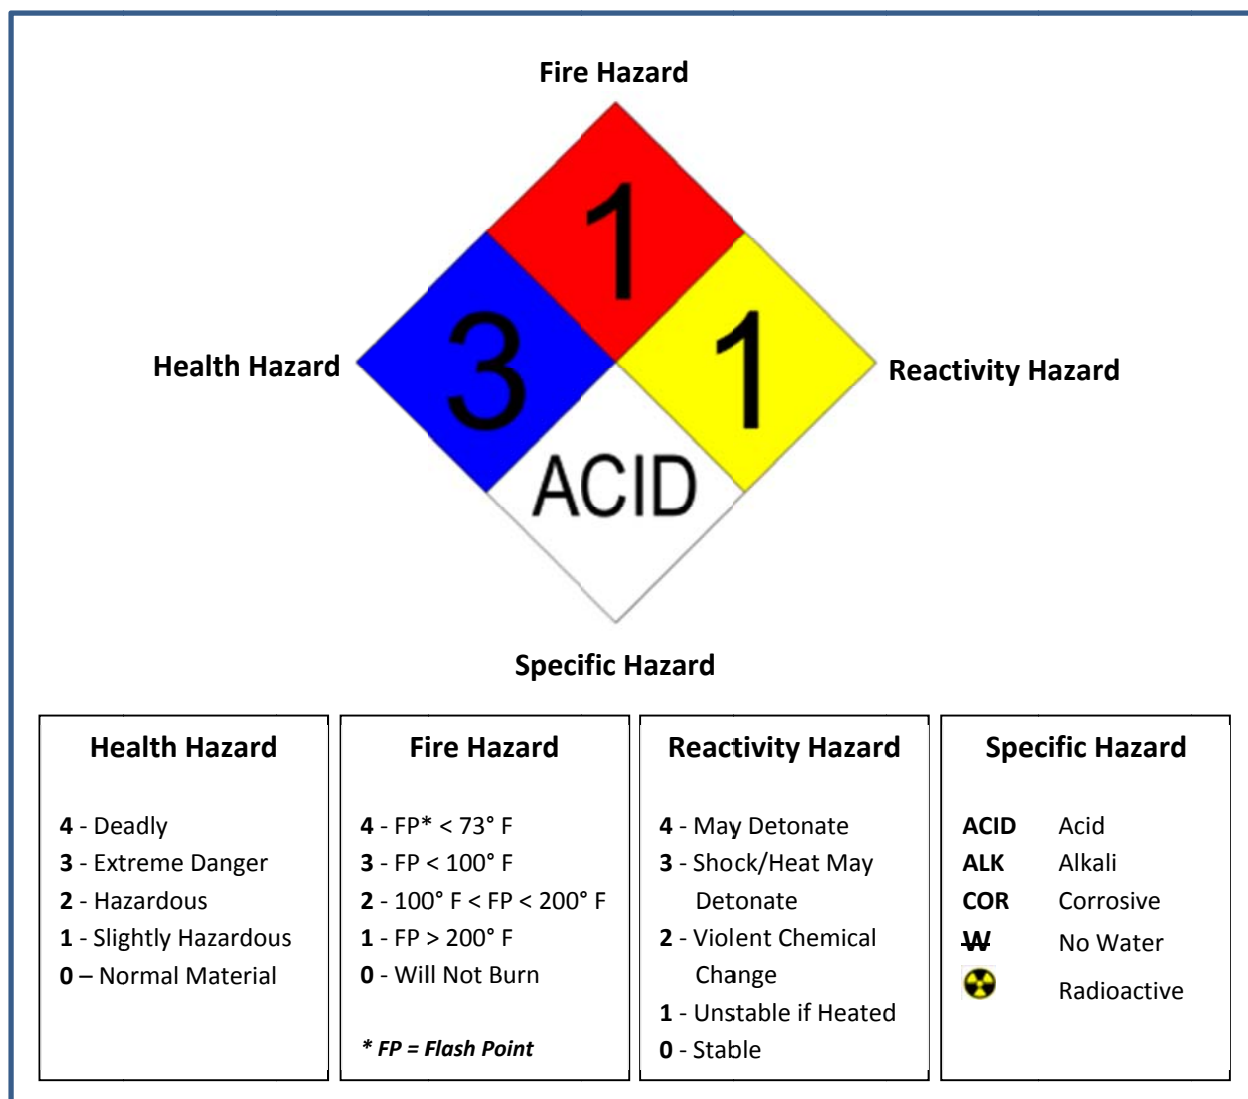 Fire Hazard
1
3
1
Health Hazard
Reactivity Hazard
ACID
Specific Hazard
Health Hazard
4 - Deadly
3 - Extreme Danger
2 - Hazardous
1 - Slightly Hazardous
0 – Normal Material
Fire Hazard
4 - FP* < 73° F
3 - FP < 100° F
2 - 100° F < FP < 200° F
1 - FP > 200° F
0 - Will Not Burn
* FP = Flash Point
Reactivity Hazard
4 - May Detonate
3 - Shock/Heat May
Detonate
2 - Violent Chemical
Change
1 - Unstable if Heated
0 - Stable
Specific Hazard
ACID Acid
ALK Alkali
COR Corrosive
W No Water
Radioactive